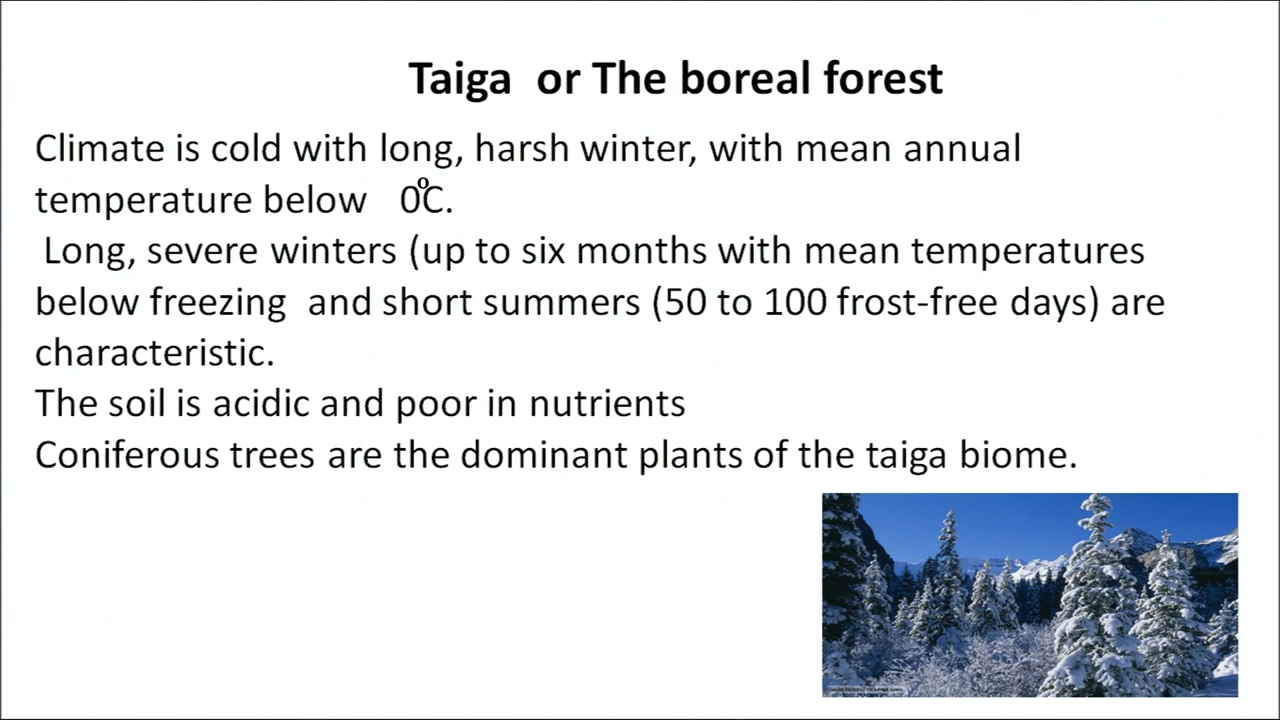 Taiga or The boreal forest
Climate is cold with long, harsh winter, with mean annual
temperature below 0°C.
Long, severe winters (up to six months with mean temperatures
below freezing and short summers (50 to 100 frost-free days) are
characteristic.
The soil is acidic and poor in nutrients
Coniferous trees are the dominant plants of the taiga biome.